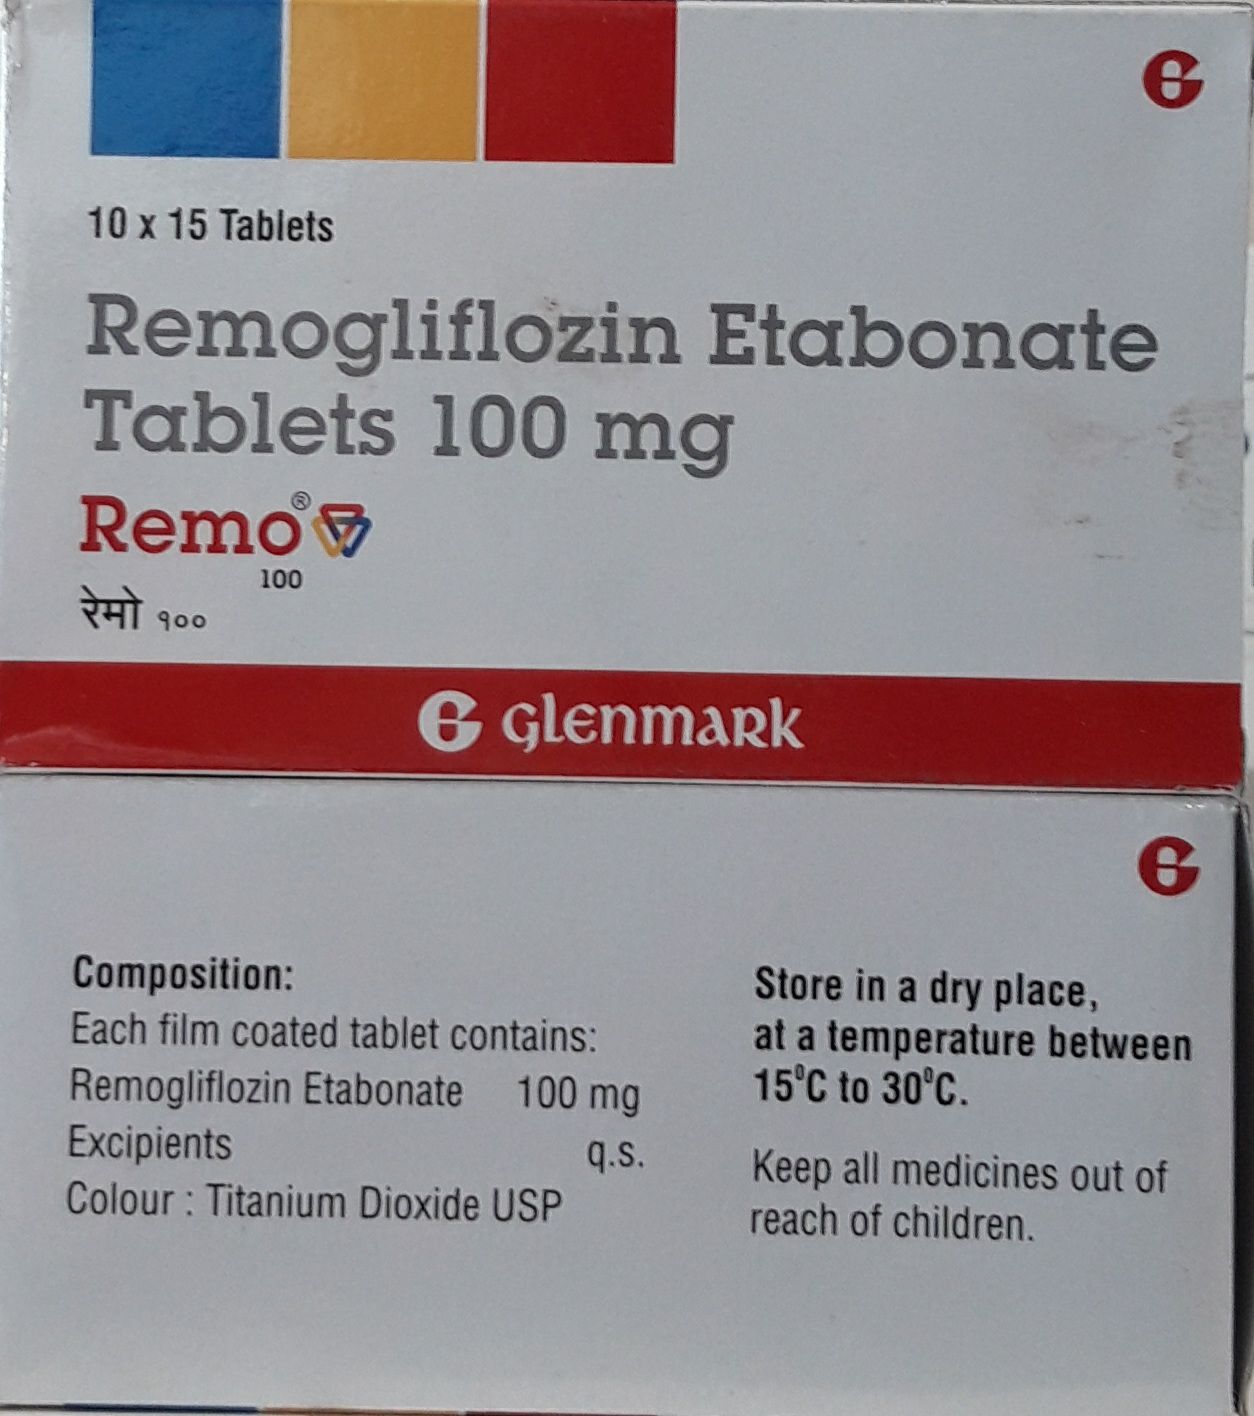 10 x 15 Tablets
Remogliflozin Etabonate
Tablets 100 mg
Remo®
100
रेमो १००
Glenmark
Composition:
Each film coated tablet contains:
Remogliflozin Etabonate 100 mg
Excipients q.s.
Colour : Titanium Dioxide USP
Store in a dry place,
at a temperature between
15⁰C to 30⁰C.
Keep all medicines out of
reach of children.